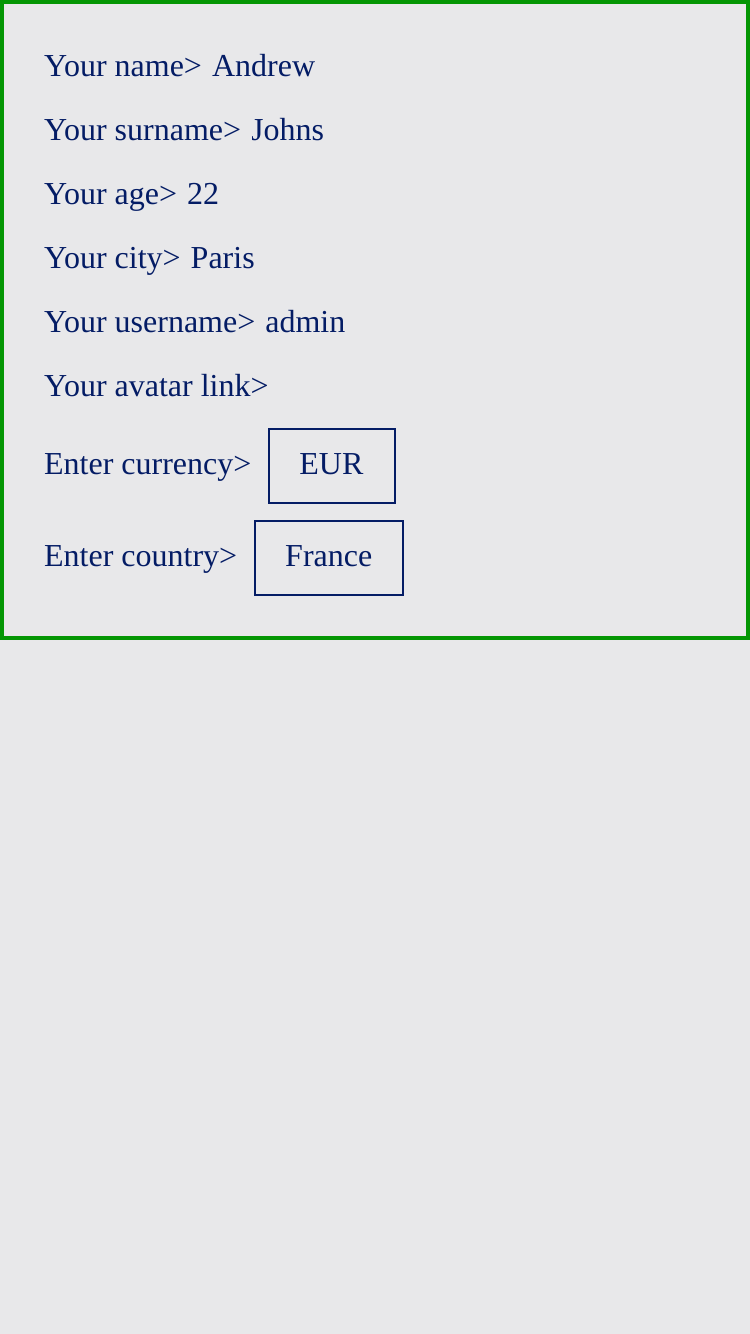 Your name> Andrew
Your surname> Johns
Your age> 22
Your city> Paris
Your username> admin
Your avatar link>
Enter currency> EUR
Enter country> France